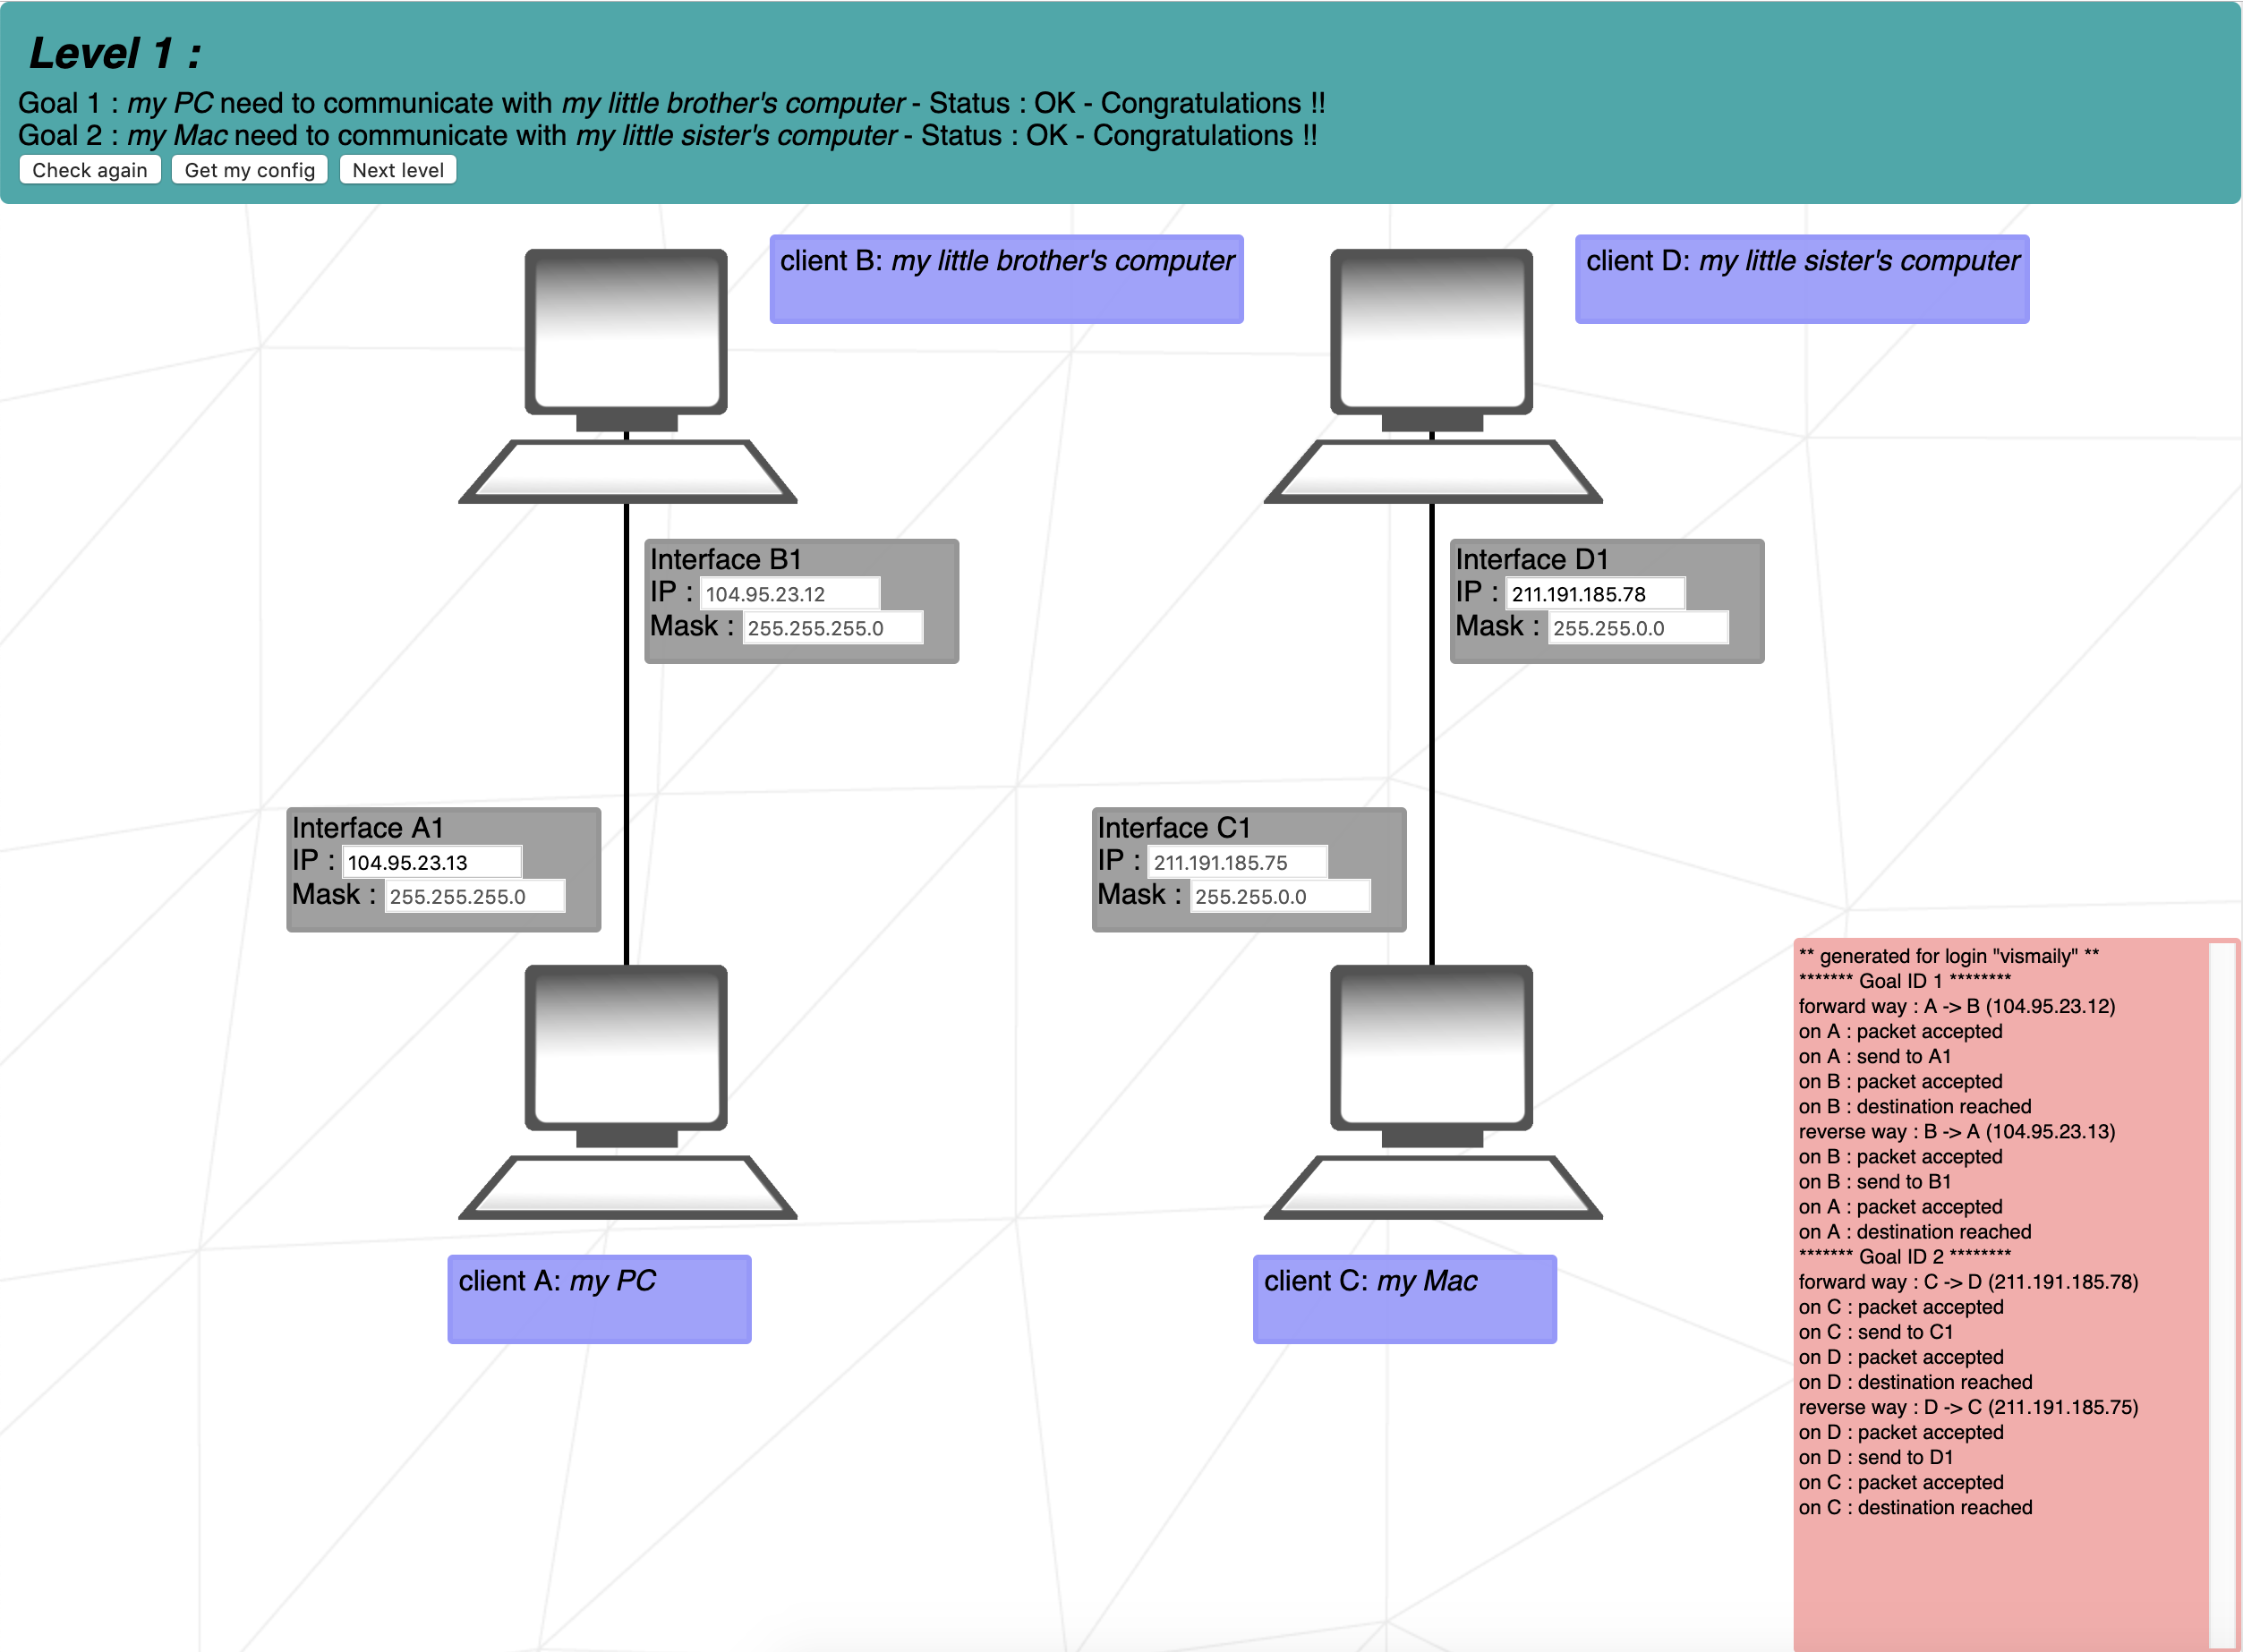 Level 1 :
Goal 1 : my PC need to communicate with my little brother's computer - Status : OK - Congratulations !!
Goal 2 : my Mac need to communicate with my little sister's computer - Status : OK - Congratulations !!
Check again Get my config Next level
client B: my little brother's computer
client D: my little sister's computer
Interface B1
IP : 104.95.23.12
Mask : 255.255.255.0
Interface D1
IP : 211.191.185.78
Mask : 255.255.0.0
Interface A1
IP : 104.95.23.13
Mask : 255.255.255.0
Interface C1
IP : 211.191.185.75
Mask : 255.255.0.0
client A: my PC
client C: my Mac
** generated for login "vismaily" **
******* Goal ID 1 ********
forward way : A -> B (104.95.23.12)
on A : packet accepted
on A : send to A1
on B : packet accepted
on B : destination reached
reverse way : B -> A (104.95.23.13)
on B : packet accepted
on B : send to B1
on A : packet accepted
on A : destination reached
******* Goal ID 2 ********
forward way : C -> D (211.191.185.78)
on C : packet accepted
on C : send to C1
on D : packet accepted
on D : destination reached
reverse way : D -> C (211.191.185.75)
on D : packet accepted
on D : send to D1
on C : packet accepted
on C : destination reached